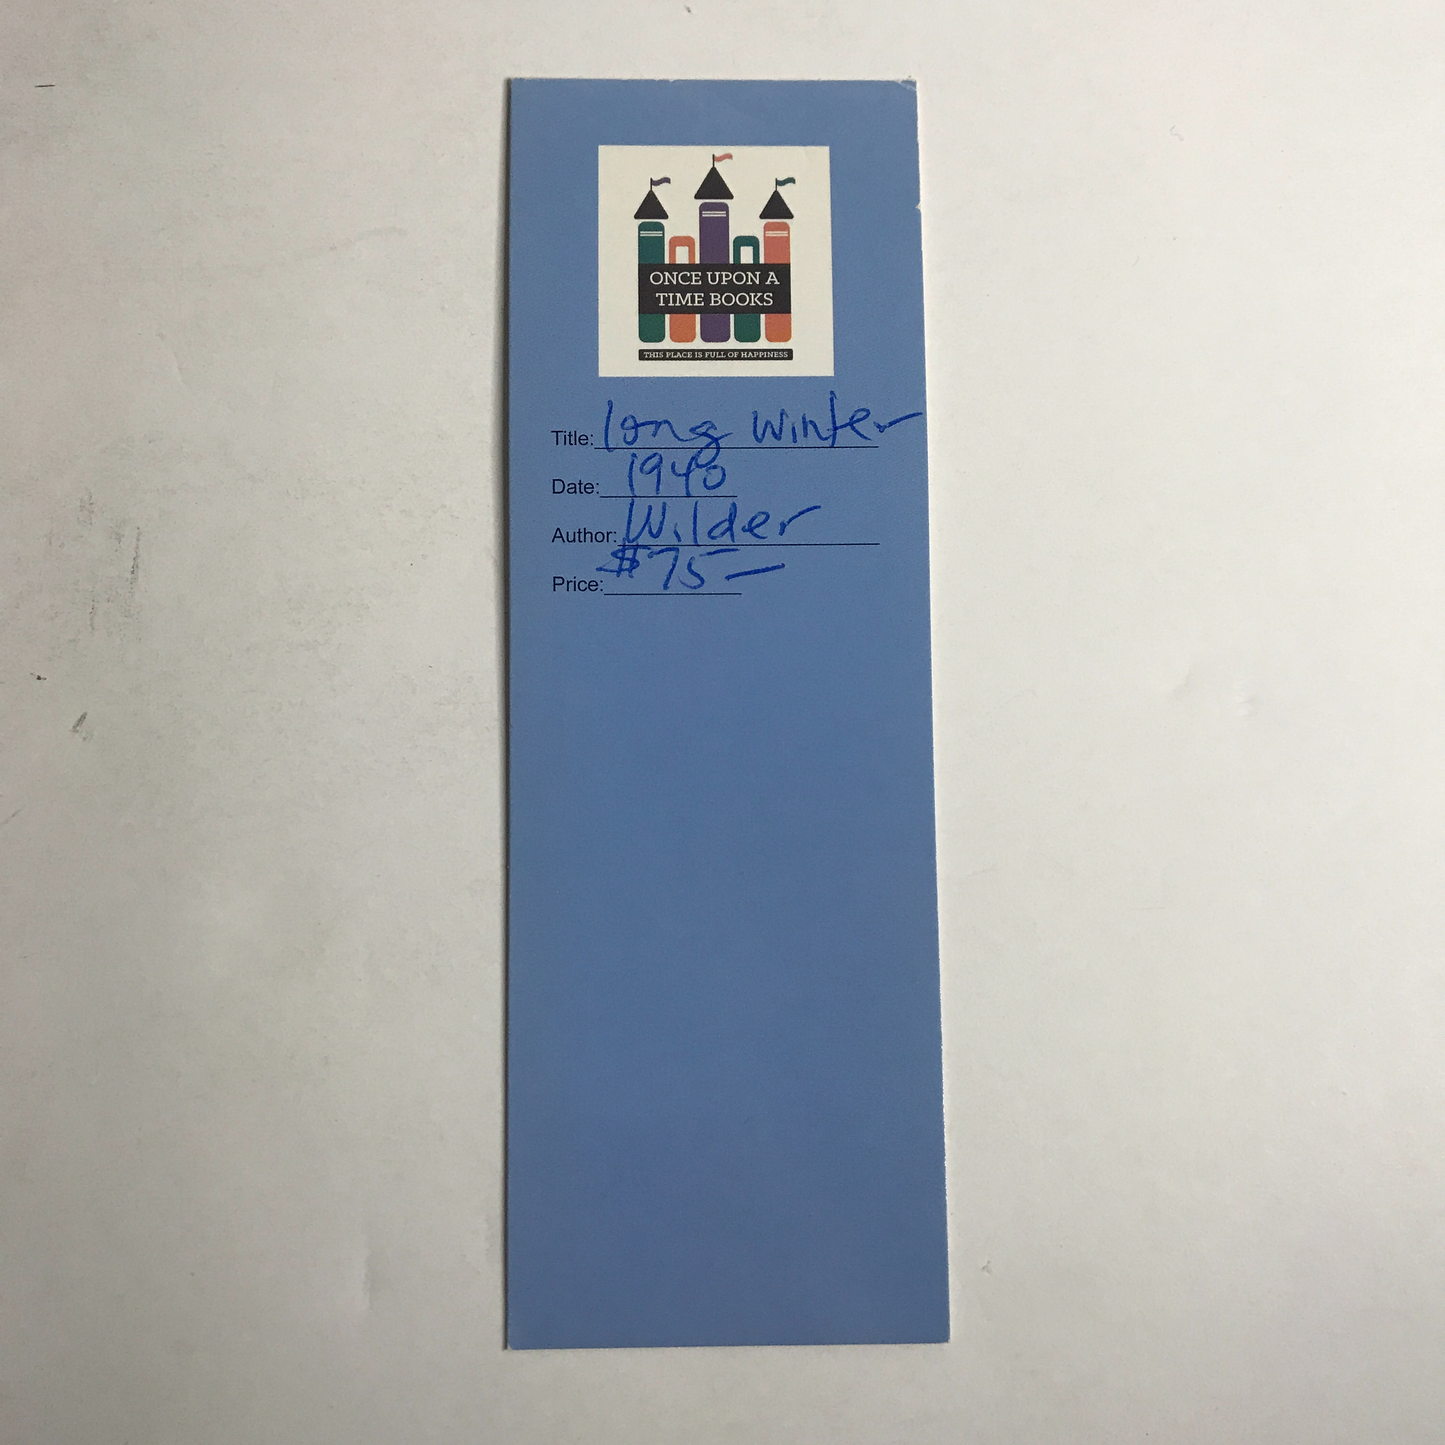 ONCE UPON A
TIME BOOKS
THIS PLACE IS FULL OF HAPPINESS
Title: Long Winter
Date: 1940
Author: Wilder
Price: $75—